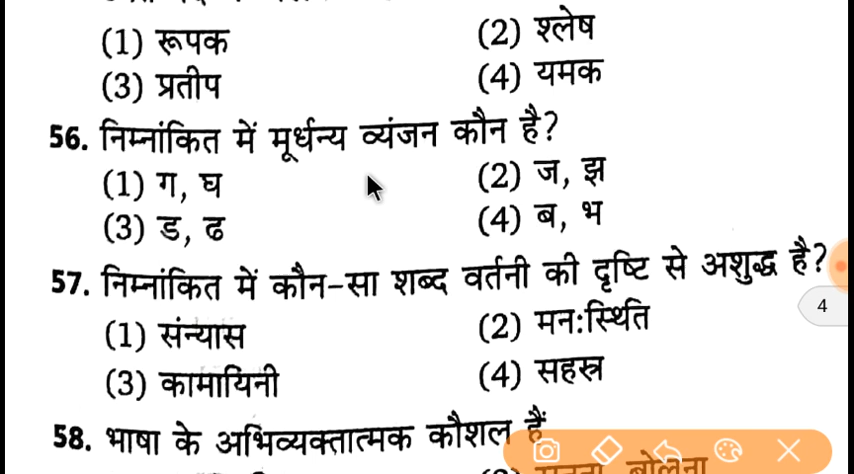 (1) रूपक (2) श्लेष
(3) प्रतीप (4) यमक
56. निम्नांकित में मूर्धन्य व्यंजन कौन है?
(1) ग, घ (2) ज, झ
(3) ड, ढ (4) ब, भ
57. निम्नांकित में कौन-सा शब्द वर्तनी की दृष्टि से अशुद्ध है?
4
(1) संन्यास (2) मन:स्थिति
(3) कामायिनी (4) सहस्त्र
58. भाषा के अभिव्यक्तात्मक कौशल हैं
बोलना